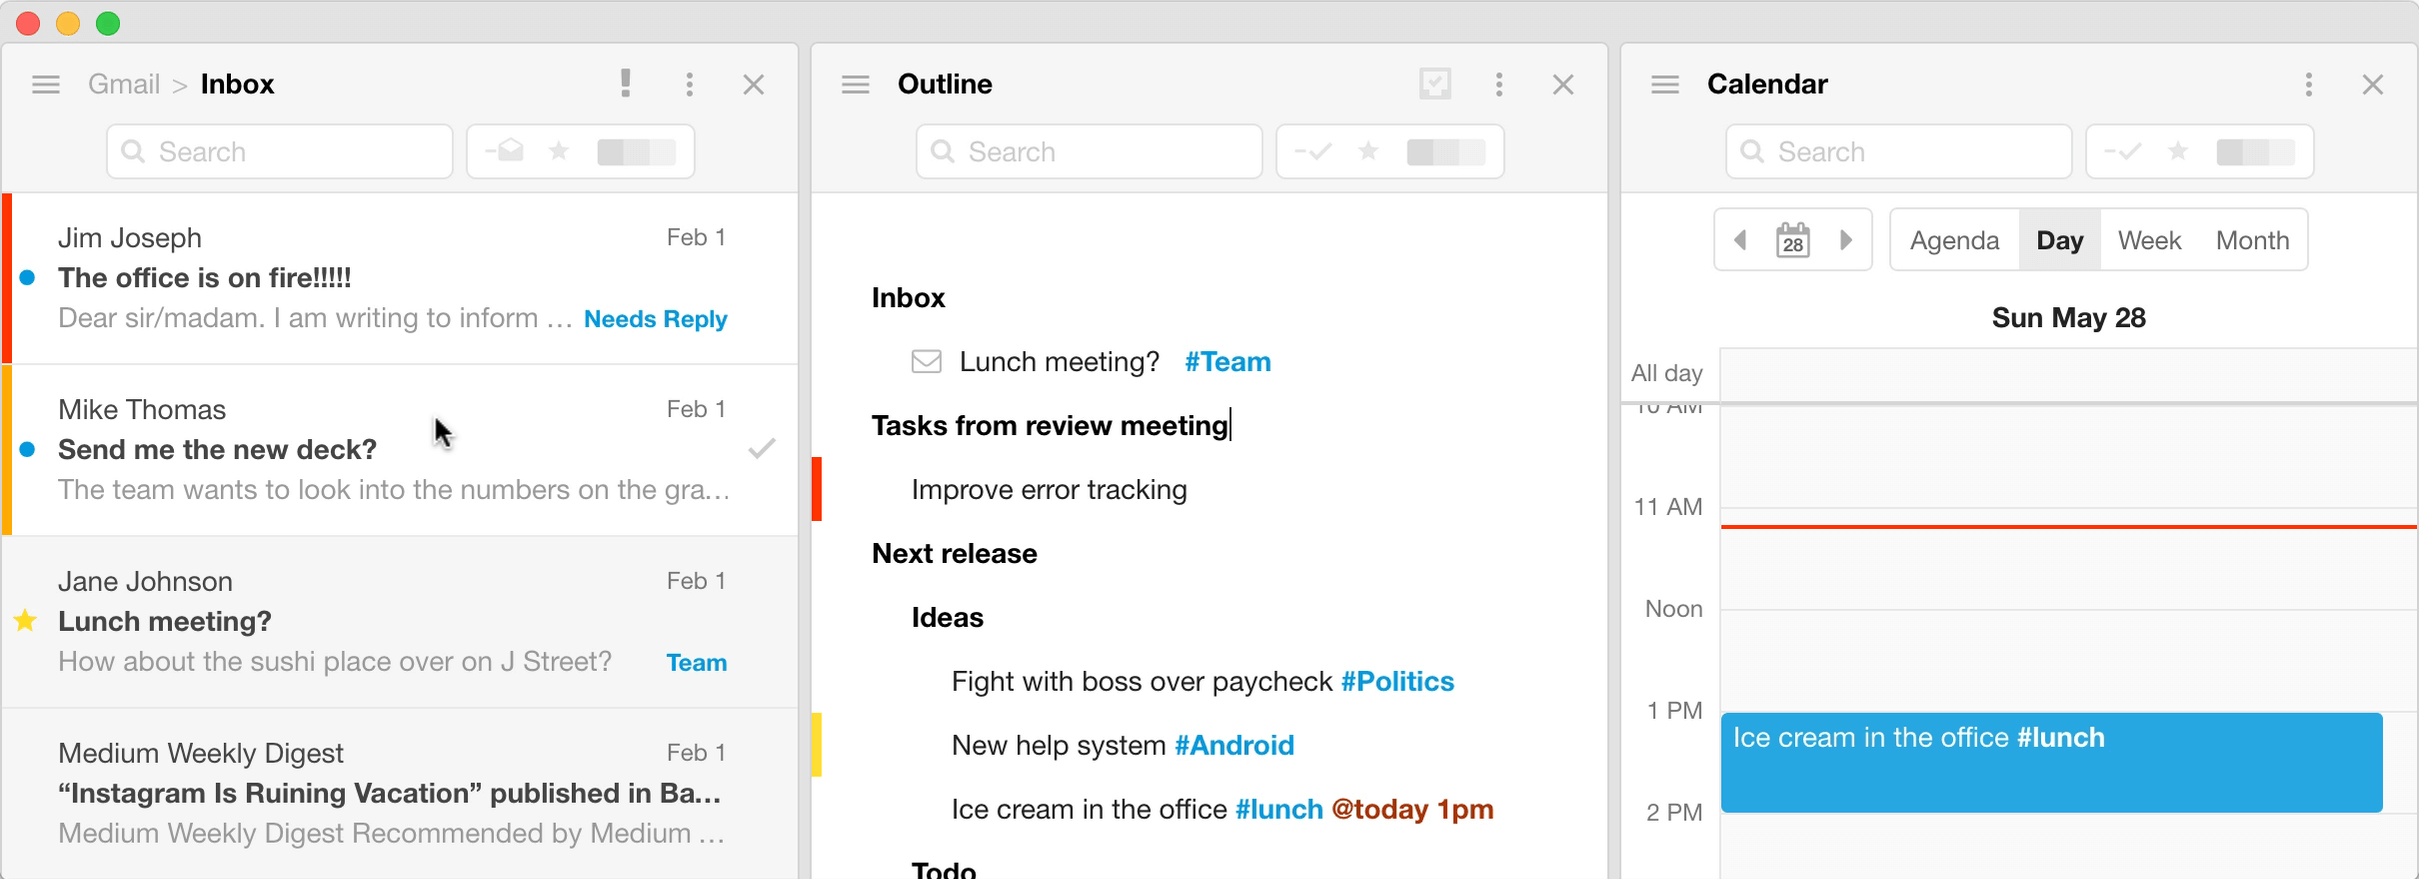 Gmail > Inbox
Search
Jim Joseph Feb 1
The office is on fire!!!!!
Dear sir/madam. I am writing to inform … Needs Reply
Mike Thomas Feb 1
Send me the new deck?
The team wants to look into the numbers on the gra…
Jane Johnson Feb 1
Lunch meeting?
How about the sushi place over on J Street? Team
Medium Weekly Digest Feb 1
“Instagram Is Ruining Vacation” published in Ba…
Medium Weekly Digest Recommended by Medium …
Outline
Search
Inbox
Lunch meeting? #Team
Tasks from review meeting
Improve error tracking
Next release
Ideas
Fight with boss over paycheck #Politics
New help system #Android
Ice cream in the office #lunch @today 1pm
Todo
Calendar
Search
28 Agenda Day Week Month
Sun May 28
All day
10 AM
11 AM
Noon
1 PM
Ice cream in the office #lunch
2 PM